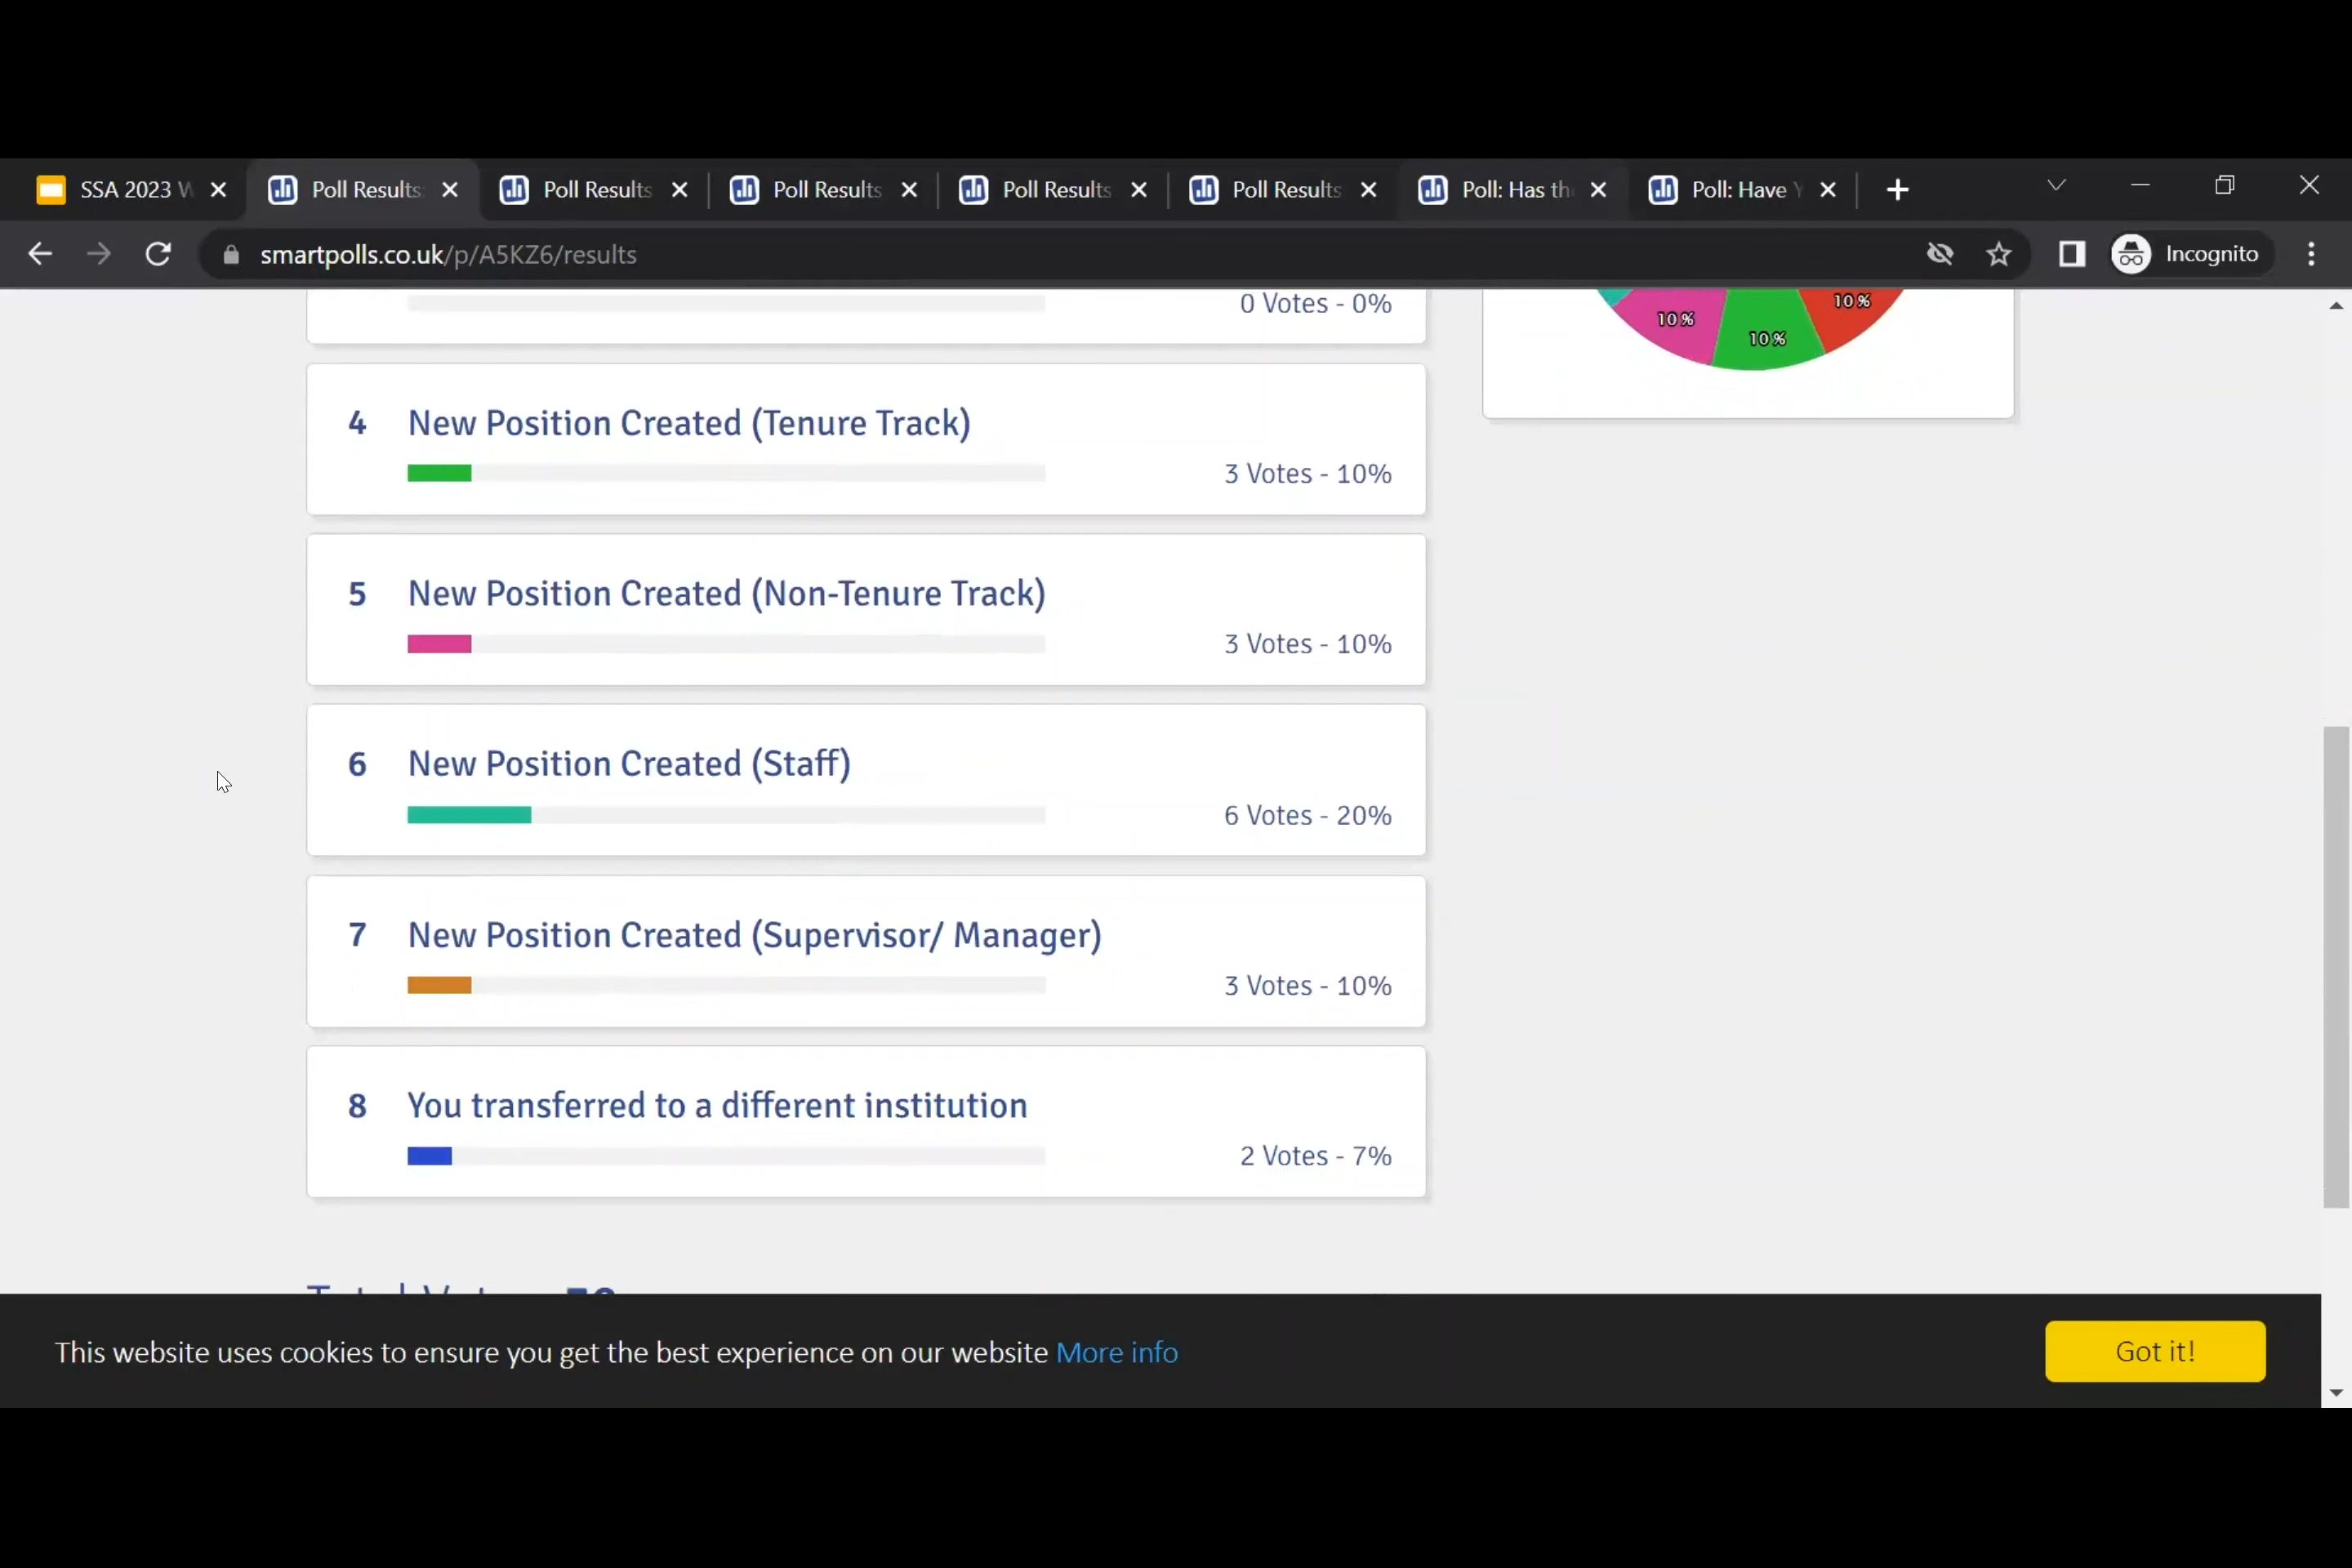 SSA 2023 W
Poll Results:
Poll Results
Poll Results
Poll Results
Poll Results
Poll: Has th
Poll: Have Y
smartpolls.co.uk/p/A5KZ6/results
Incognito
0 Votes - 0%
10 %
10 %
10 %
4 New Position Created (Tenure Track)
3 Votes - 10%
5 New Position Created (Non-Tenure Track)
3 Votes - 10%
6 New Position Created (Staff)
6 Votes - 20%
7 New Position Created (Supervisor/ Manager)
3 Votes - 10%
8 You transferred to a different institution
2 Votes - 7%
This website uses cookies to ensure you get the best experience on our website More info
Got it!